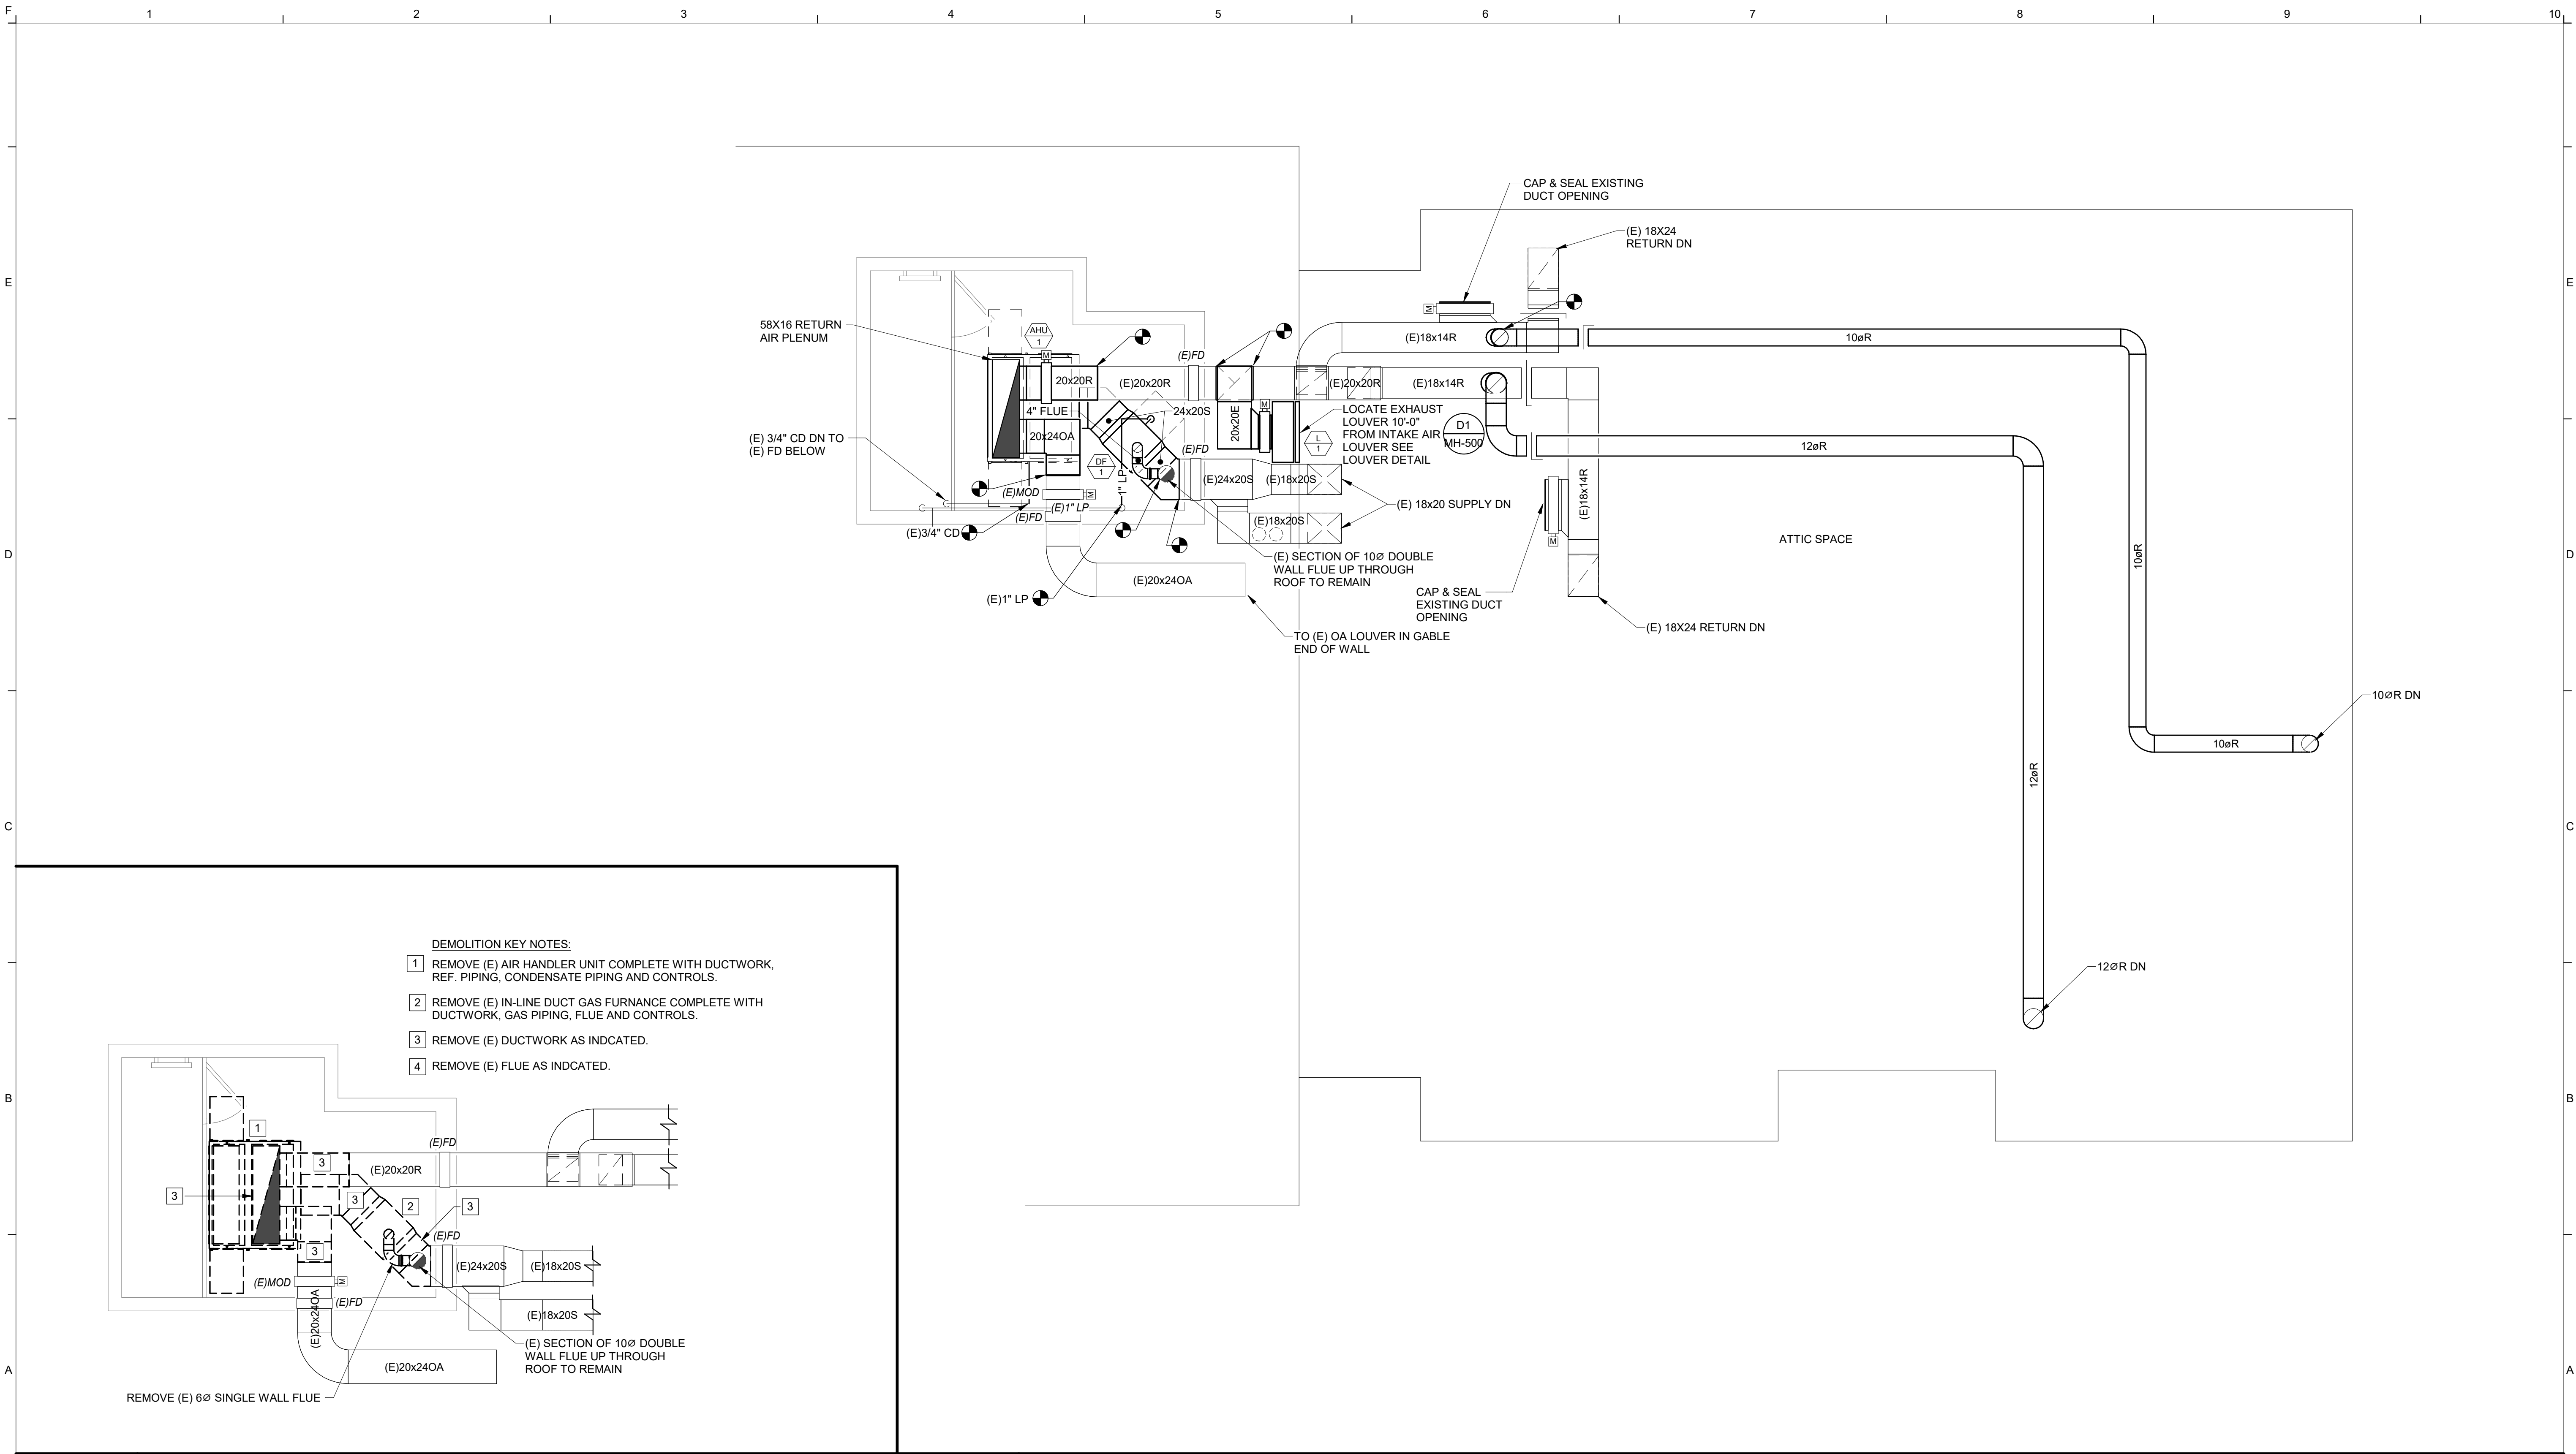 F
1
2
3
4
5
6
7
8
9
10
CAP & SEAL EXISTING
DUCT OPENING
(E) 18X24
RETURN DN
E
E
58X16 RETURN
AIR PLENUM
AHU
1
M
M
(E)FD
(E)18x14R
10øR
20x20R
(E)20x20R
(E)20x20R
(E)18x14R
4" FLUE
24x20S
20x20E
M
LOCATE EXHAUST
LOUVER 10'-0"
FROM INTAKE AIR
LOUVER SEE
LOUVER DETAIL
L
1
D1
MH-500
(E) 3/4" CD DN TO
(E) FD BELOW
20x24OA
DF
1
(E)FD
12øR
1" LP
(E)24x20S
(E)18x20S
(E)18x14R
(E)MOD
M
(E)1" LP
(E)FD
(E) 18x20 SUPPLY DN
(E)3/4" CD
(E)18x20S
M
ATTIC SPACE
D
D
10øR
(E) SECTION OF 10Ø DOUBLE
WALL FLUE UP THROUGH
ROOF TO REMAIN
(E)20x24OA
(E)1" LP
CAP & SEAL
EXISTING DUCT
OPENING
(E) 18X24 RETURN DN
TO (E) OA LOUVER IN GABLE
END OF WALL
10ØR DN
10øR
12øR
C
C
12ØR DN
DEMOLITION KEY NOTES:
1 REMOVE (E) AIR HANDLER UNIT COMPLETE WITH DUCTWORK,
REF. PIPING, CONDENSATE PIPING AND CONTROLS.
2 REMOVE (E) IN-LINE DUCT GAS FURNANCE COMPLETE WITH
DUCTWORK, GAS PIPING, FLUE AND CONTROLS.
3 REMOVE (E) DUCTWORK AS INDCATED.
4 REMOVE (E) FLUE AS INDCATED.
B
B
1
(E)FD
3
(E)20x20R
3
3
2
3
(E)FD
3
(E)24x20S
(E)18x20S
(E)MOD
M
(E)FD
(E)20x24OA
(E)18x20S
(E) SECTION OF 10Ø DOUBLE
WALL FLUE UP THROUGH
ROOF TO REMAIN
(E)20x24OA
A
A
REMOVE (E) 6Ø SINGLE WALL FLUE